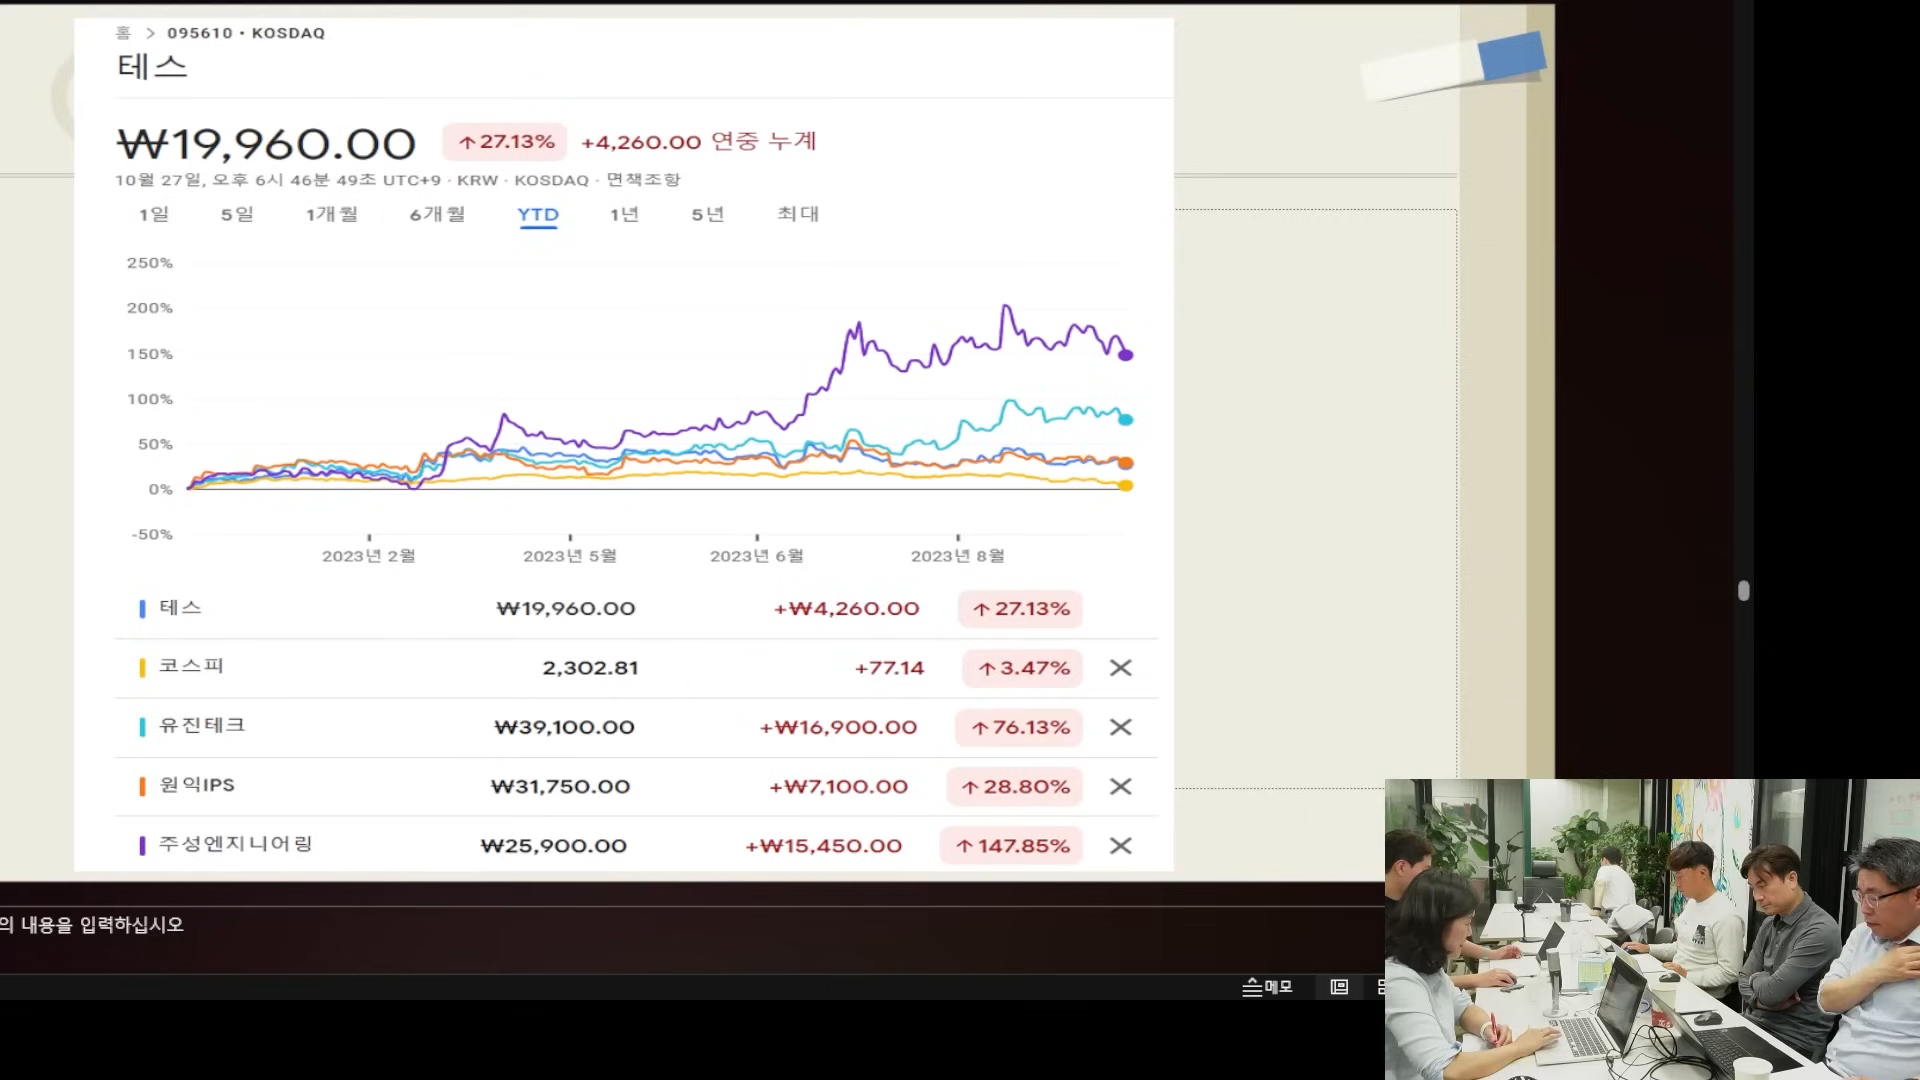 홈 > 095610 • KOSDAQ
테스
₩19,960.00 ↑27.13% +4,260.00 연중 누계
10월 27일, 오후 6시 46분 49초 UTC+9 · KRW · KOSDAQ · 면책조항
1일 5일 1개월 6개월 YTD 1년 5년 최대
250%
200%
150%
100%
50%
0%
-50%
2023년 2월 2023년 5월 2023년 6월 2023년 8월
테스 ₩19,960.00 +₩4,260.00 ↑27.13%
코스피 2,302.81 +77.14 ↑3.47%
유진테크 ₩39,100.00 +₩16,900.00 ↑76.13%
원익IPS ₩31,750.00 +₩7,100.00 ↑28.80%
주성엔지니어링 ₩25,900.00 +₩15,450.00 ↑147.85%
의 내용을 입력하십시오
메모